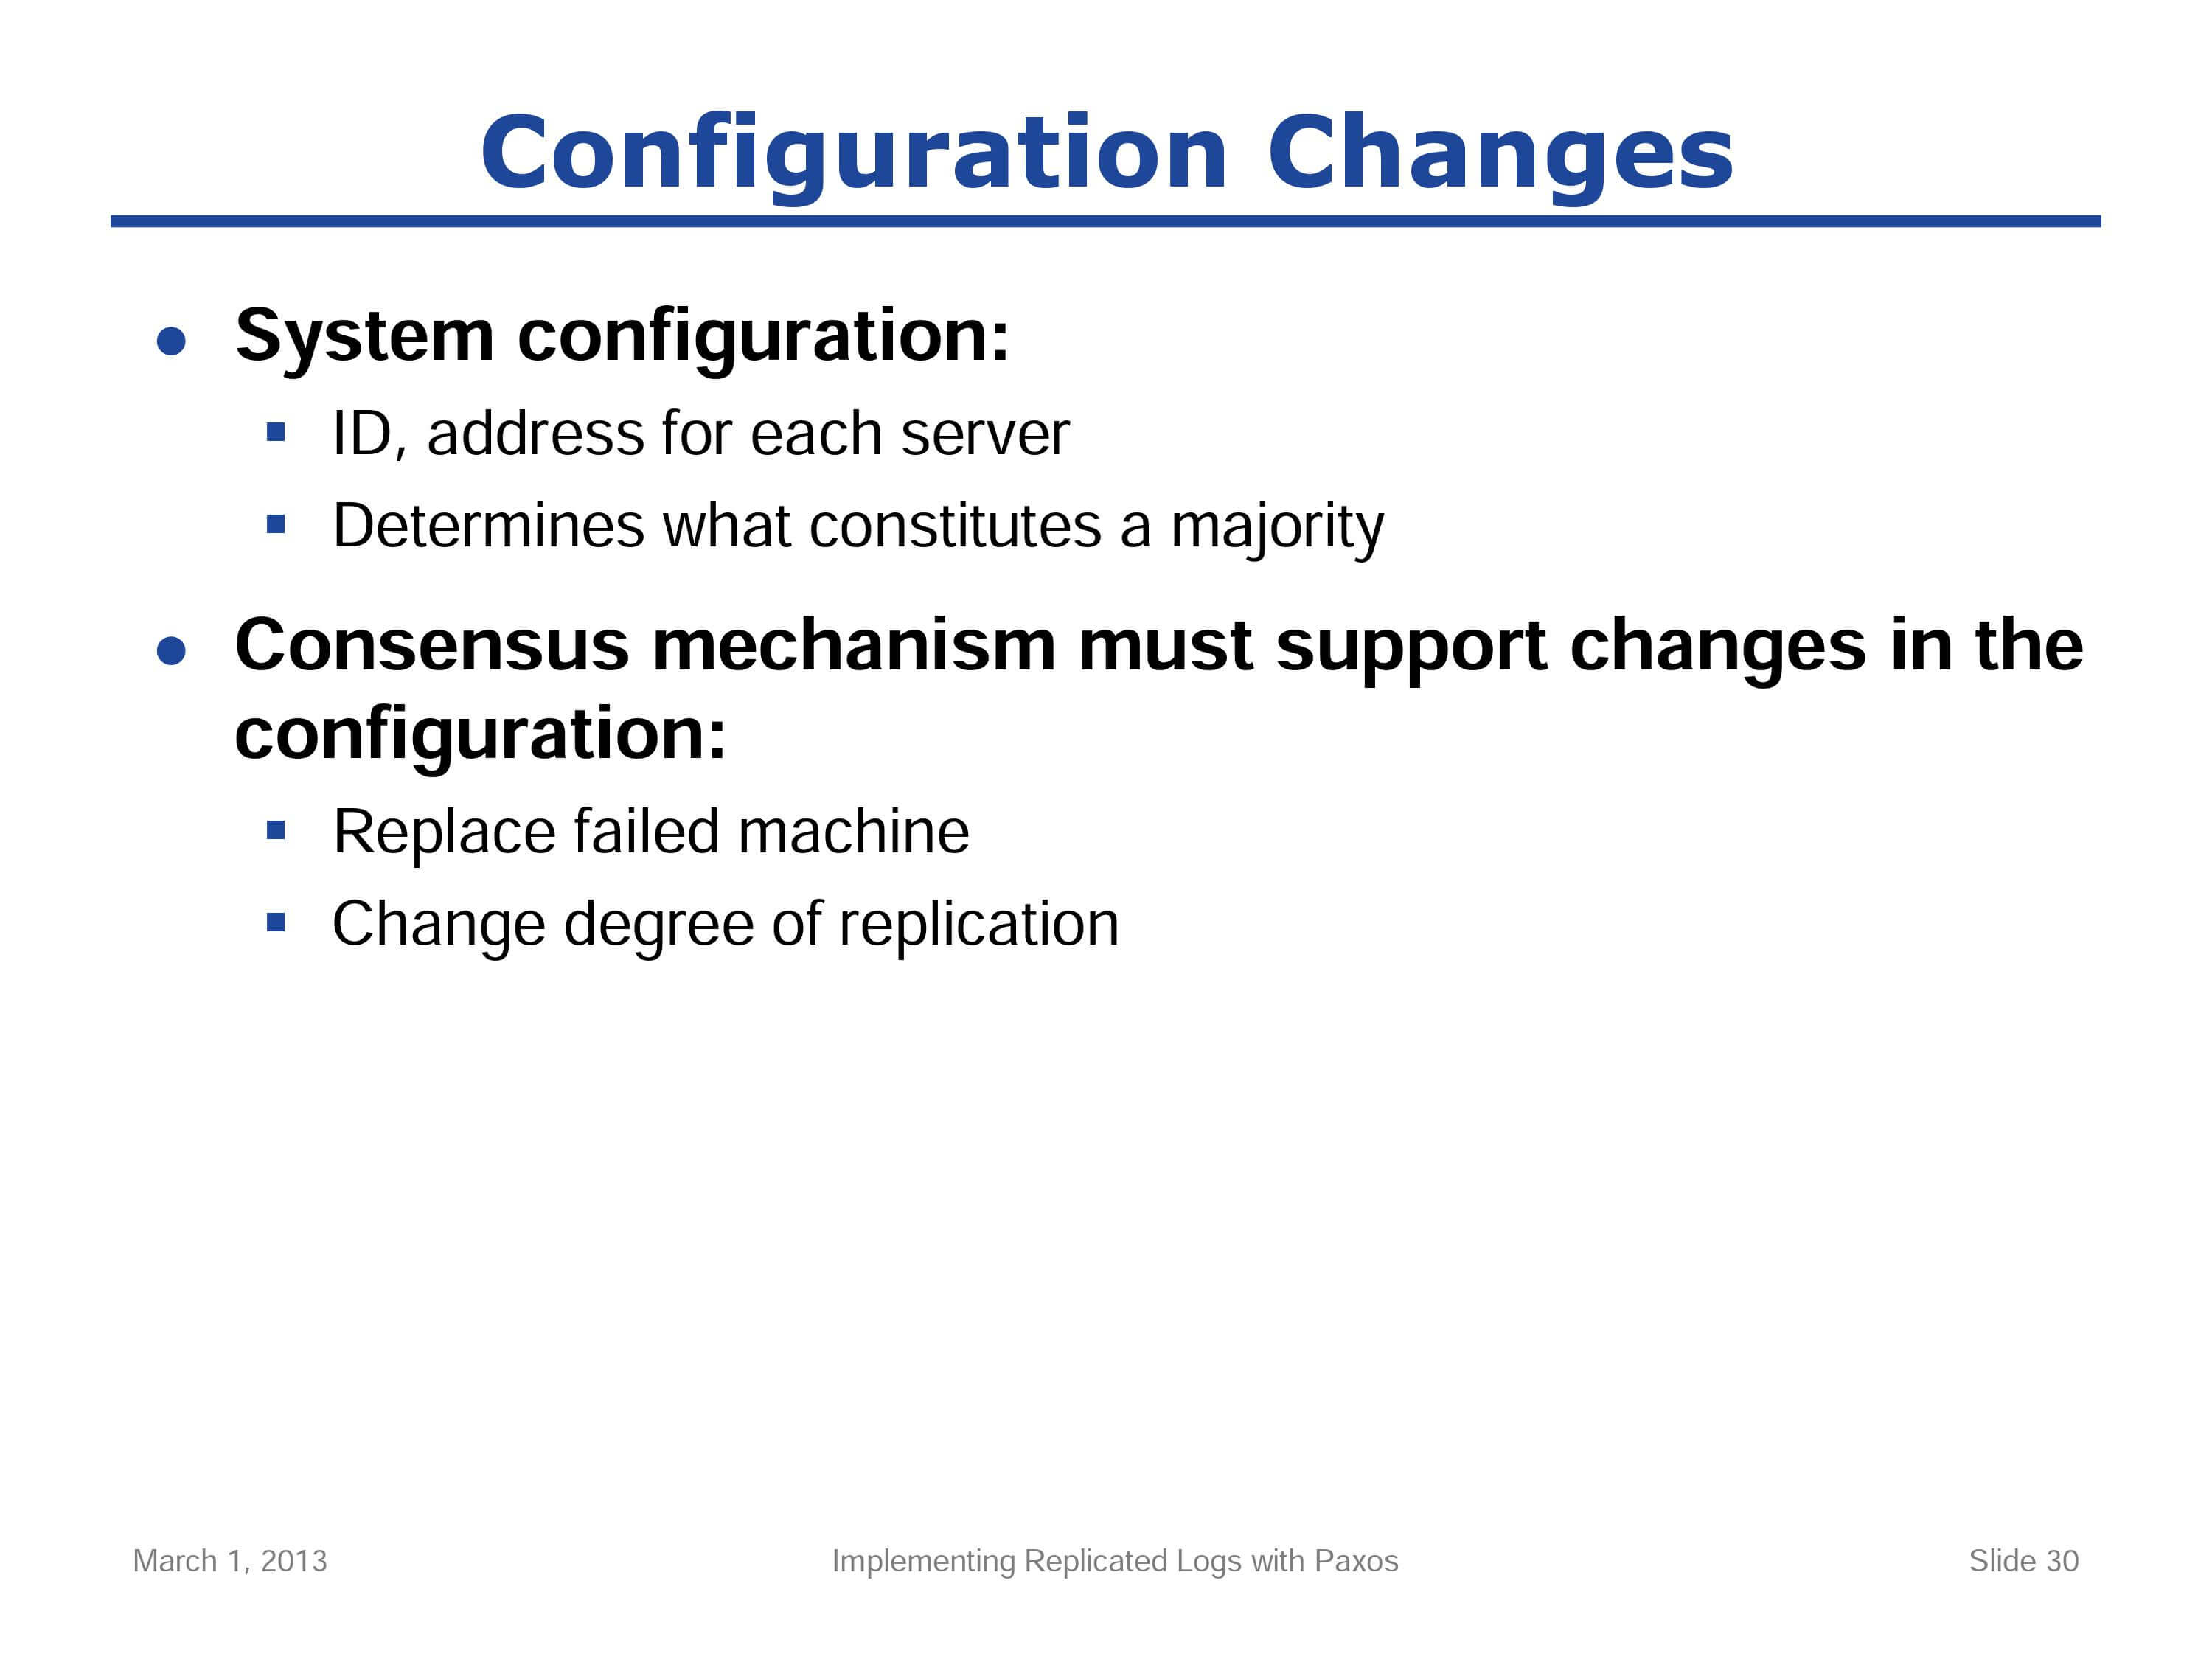 Configuration Changes
● System configuration:
▪ ID, address for each server
▪ Determines what constitutes a majority
● Consensus mechanism must support changes in the
configuration:
▪ Replace failed machine
▪ Change degree of replication
March 1, 2013
Implementing Replicated Logs with Paxos
Slide 30